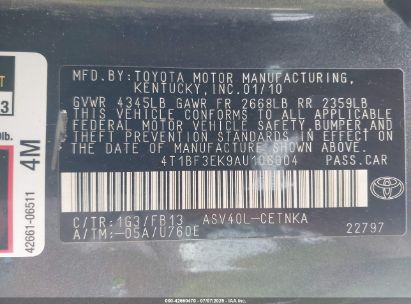 MFD. BY: TOYOTA MOTOR MANUFACTURING,
KENTUCKY, INC. 01/10
GVWR 4345LB GAWR FR 2668LB RR 2359LB
THIS VEHICLE CONFORMS TO ALL APPLICABLE
FEDERAL MOTOR VEHICLE SAFETY, BUMPER, AND
THEFT PREVENTION STANDARDS IN EFFECT
ON THE DATE OF MANUFACTURE SHOWN ABOVE.
4T1BF3EK9AU106004 PASS.CAR
C/TR: 1G3/FB13 ASV40L-CETNKA
A/TM:-05A/U760E 22797
TOYOTA
4M
42661-06511